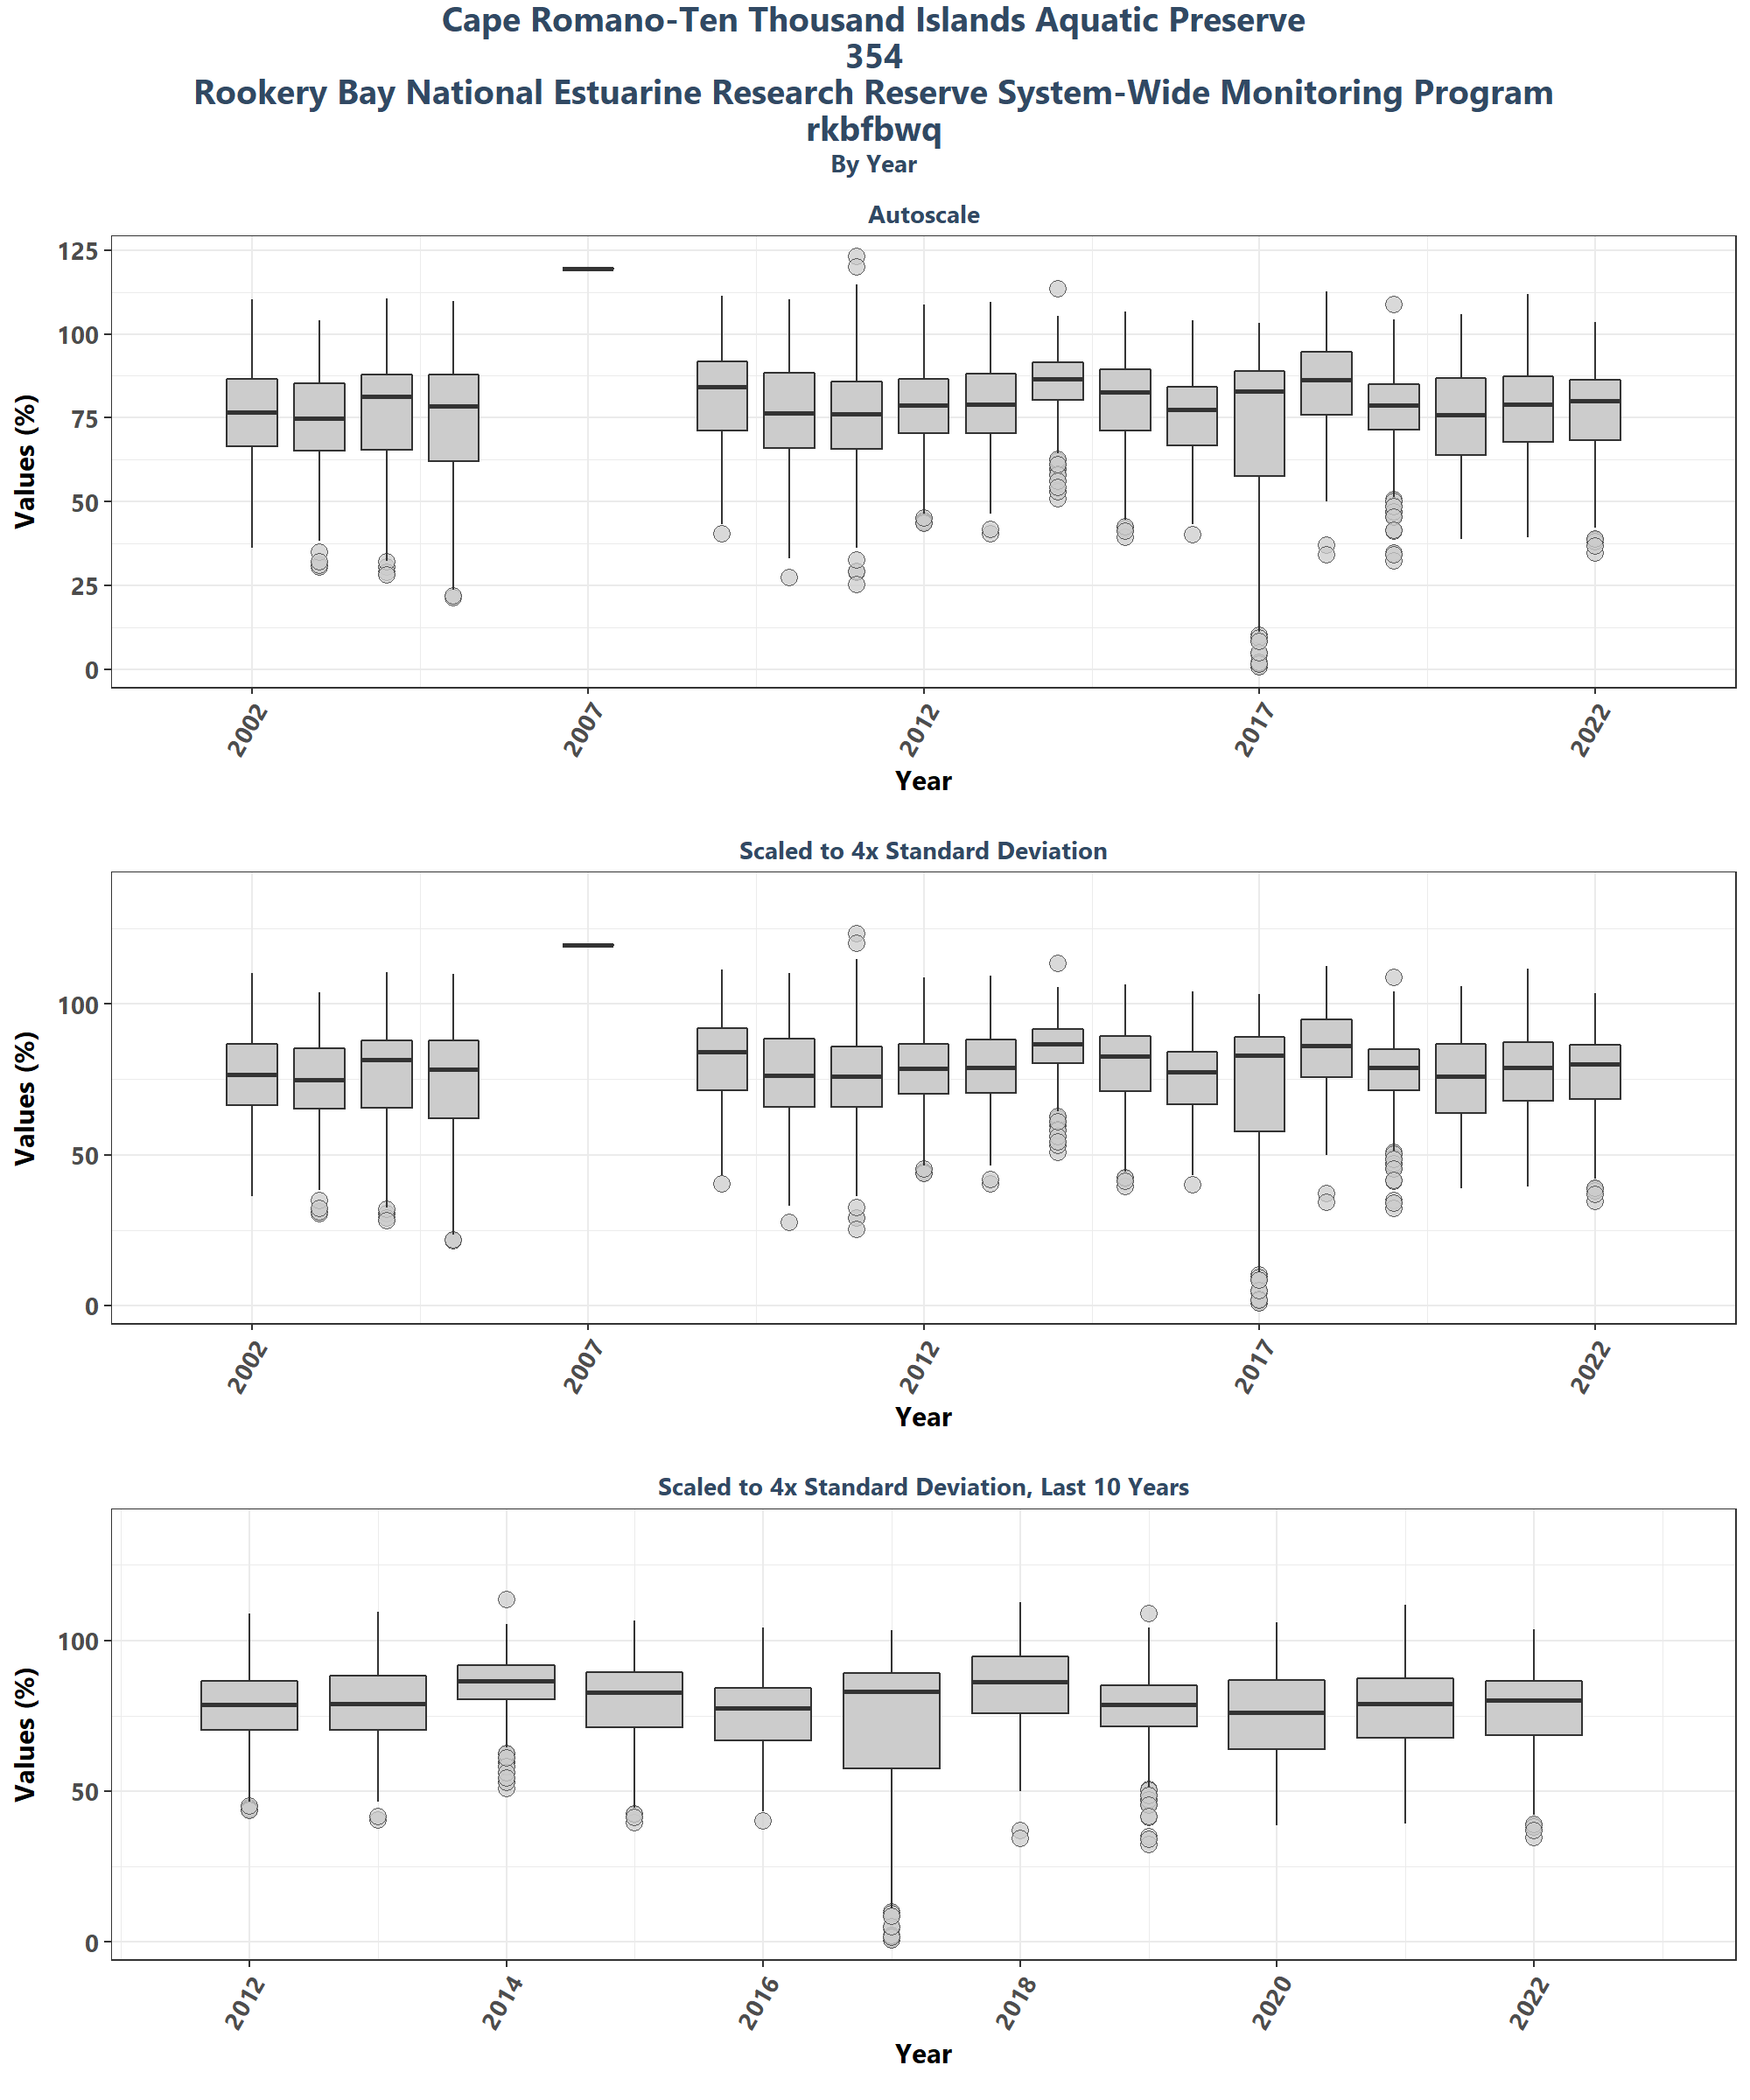 Cape Romano-Ten Thousand Islands Aquatic Preserve
354
Rookery Bay National Estuarine Research Reserve System-Wide Monitoring Program
rkbfbwq
By Year
Autoscale
Values (%)
125
100
75
50
25
0
2002
2007
2012
2017
2022
Year
Scaled to 4x Standard Deviation
Values (%)
100
50
0
2002
2007
2012
2017
2022
Year
Scaled to 4x Standard Deviation, Last 10 Years
Values (%)
100
50
0
2012
2014
2016
2018
2020
2022
Year